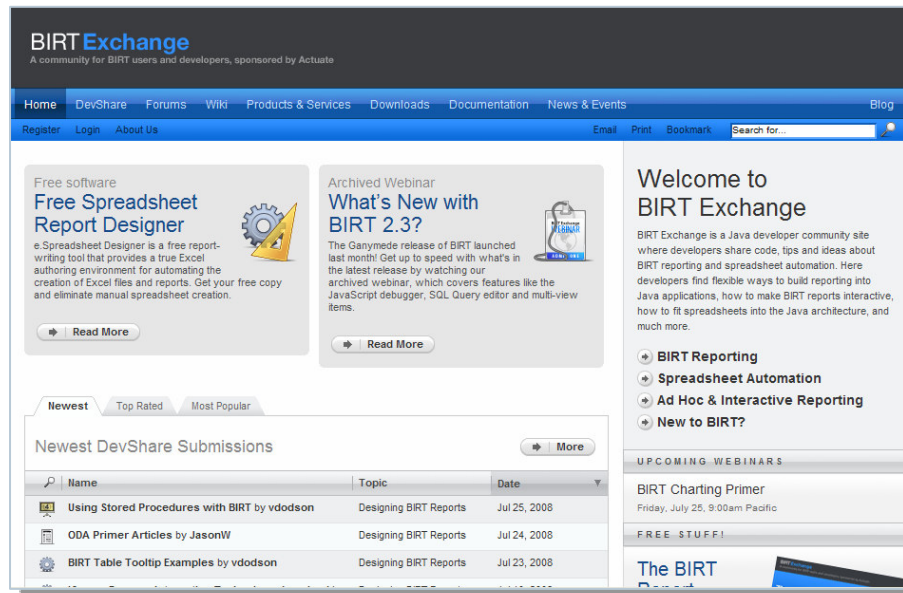 BIRT Exchange
A community for BIRT users and developers, sponsored by Actuate
Home DevShare Forums Wiki Products & Services Downloads Documentation News & Events Blog
Register Login About Us Email Print Bookmark Search for...
Free software
Free Spreadsheet
Report Designer
e.Spreadsheet Designer is a free report-
writing tool that provides a true Excel
authoring environment for automating the
creation of Excel files and reports. Get your free copy
and eliminate manual spreadsheet creation.
Read More
Archived Webinar
What's New with
BIRT 2.3?
The Ganymede release of BIRT launched
last month! Get up to speed with what's in
the latest release by watching our
archived webinar, which covers features like the
JavaScript debugger, SQL Query editor and multi-view
items.
WEBINAR
Read More
Newest Top Rated Most Popular
Newest DevShare Submissions
More
Name Topic Date
Using Stored Procedures with BIRT by vdodson Designing BIRT Reports Jul 25, 2008
ODA Primer Articles by JasonW Designing BIRT Reports Jul 24, 2008
BIRT Table Tooltip Examples by vdodson Designing BIRT Reports Jul 23, 2008
Welcome to
BIRT Exchange
BIRT Exchange is a Java developer community site
where developers share code, tips and ideas about
BIRT reporting and spreadsheet automation. Here
developers find flexible ways to build reporting into
Java applications, how to make BIRT reports interactive,
how to fit spreadsheets into the Java architecture, and
much more.
BIRT Reporting
Spreadsheet Automation
Ad Hoc & Interactive Reporting
New to BIRT?
UPCOMING WEBINARS
BIRT Charting Primer
Friday, July 25, 9:00am Pacific
FREE STUFF!
The BIRT